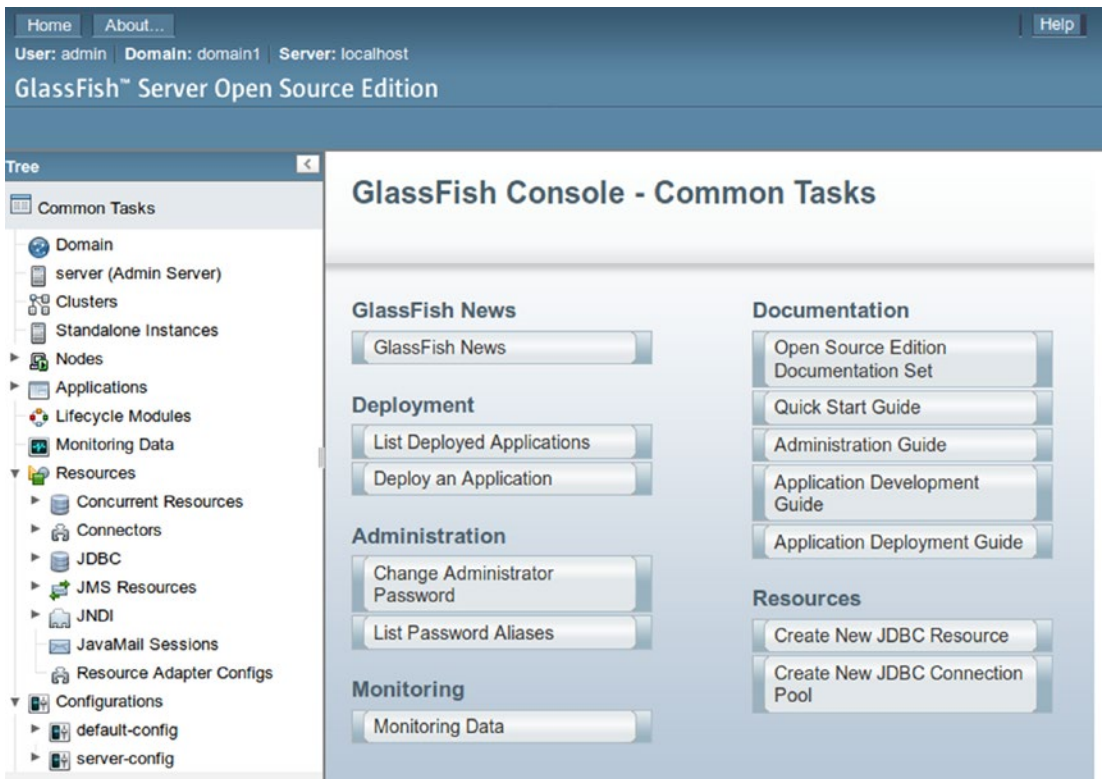 Home About...
Help
User: admin Domain: domain1 Server: localhost
GlassFish™ Server Open Source Edition
Tree
Common Tasks
Domain
server (Admin Server)
Clusters
Standalone Instances
Nodes
Applications
Lifecycle Modules
Monitoring Data
Resources
Concurrent Resources
Connectors
JDBC
JMS Resources
JNDI
JavaMail Sessions
Resource Adapter Configs
Configurations
default-config
server-config
GlassFish Console - Common Tasks
GlassFish News
GlassFish News
Deployment
List Deployed Applications
Deploy an Application
Administration
Change Administrator
Password
List Password Aliases
Monitoring
Monitoring Data
Documentation
Open Source Edition
Documentation Set
Quick Start Guide
Administration Guide
Application Development
Guide
Application Deployment Guide
Resources
Create New JDBC Resource
Create New JDBC Connection
Pool